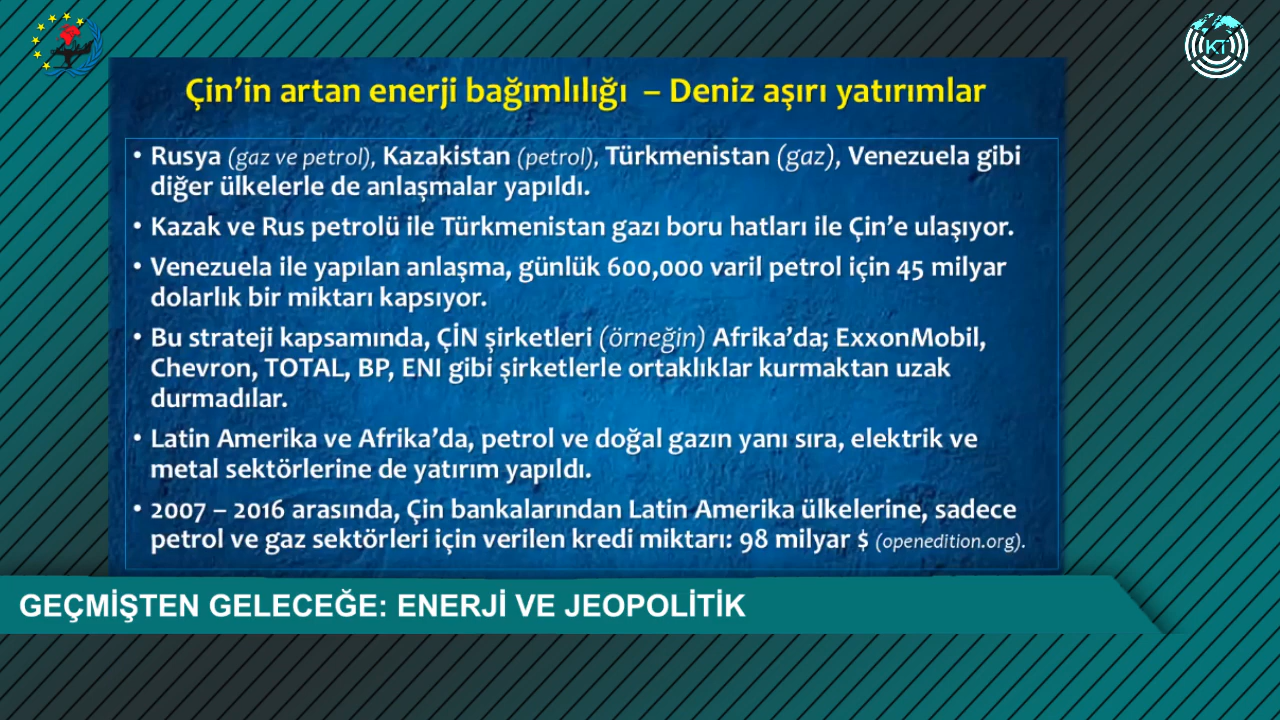 KT
Çin’in artan enerji bağımlılığı – Deniz aşırı yatırımlar
• Rusya (gaz ve petrol), Kazakistan (petrol), Türkmenistan (gaz), Venezuela gibi
diğer ülkelerle de anlaşmalar yapıldı.
• Kazak ve Rus petrolü ile Türkmenistan gazı boru hatları ile Çin’e ulaşıyor.
• Venezuela ile yapılan anlaşma, günlük 600,000 varil petrol için 45 milyar
dolarlık bir miktarı kapsıyor.
• Bu strateji kapsamında, ÇİN şirketleri (örneğin) Afrika’da; ExxonMobil,
Chevron, TOTAL, BP, ENI gibi şirketlerle ortaklıklar kurmaktan uzak
durmadılar.
• Latin Amerika ve Afrika’da, petrol ve doğal gazın yanı sıra, elektrik ve
metal sektörlerine de yatırım yapıldı.
• 2007 – 2016 arasında, Çin bankalarından Latin Amerika ülkelerine, sadece
petrol ve gaz sektörleri için verilen kredi miktarı: 98 milyar $ (openedition.org).
GEÇMİŞTEN GELECEĞE: ENERJİ VE JEOPOLİTİK